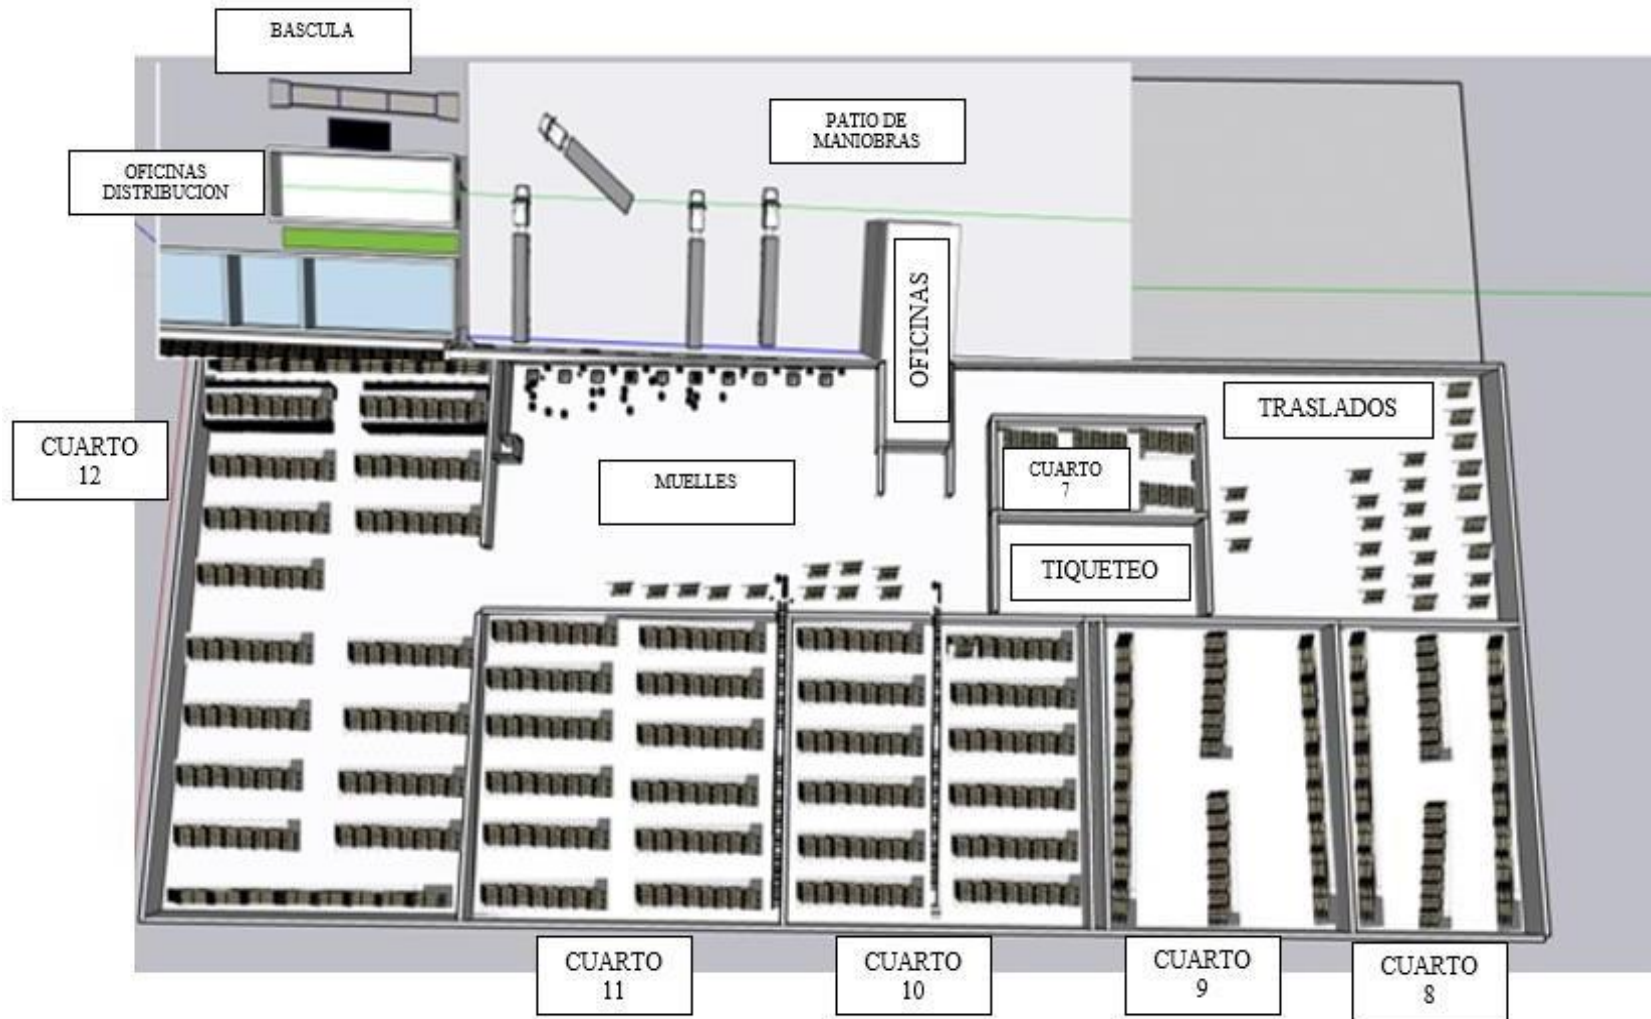 BASCULA
PATIO DE
MANIOBRAS
OFICINAS
DISTRIBUCION
OFICINAS
TRASLADOS
CUARTO
12
MUELLES
CUARTO
7
TIQUETEO
CUARTO
11
CUARTO
10
CUARTO
9
CUARTO
8